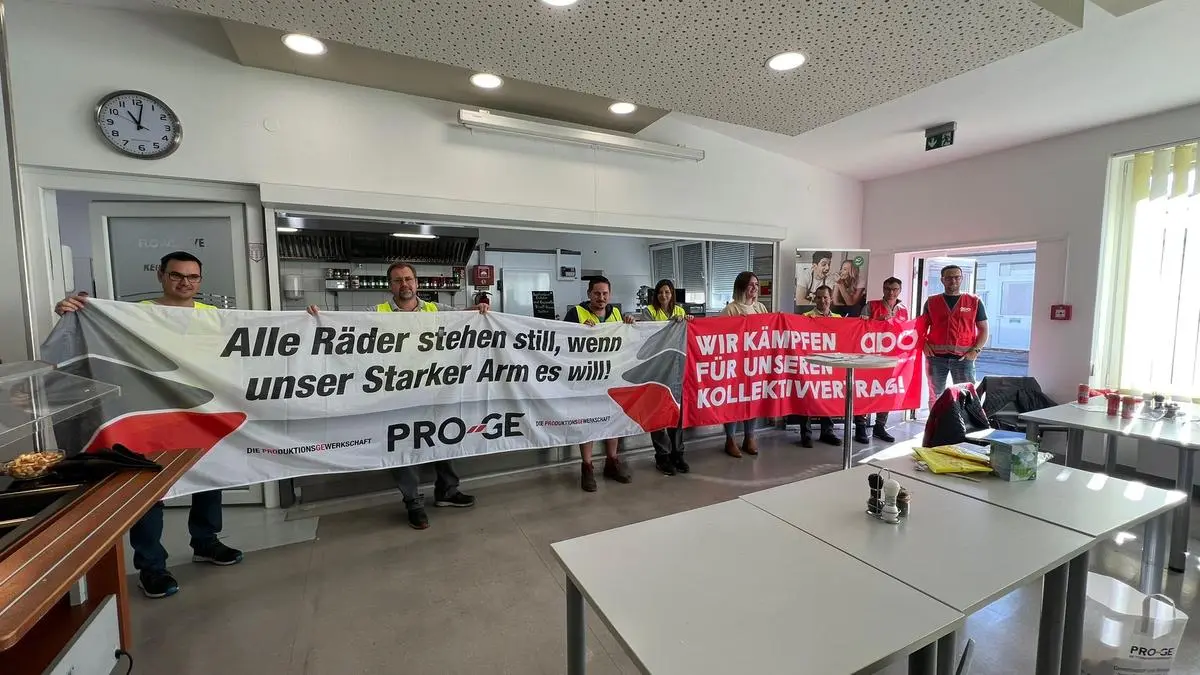 Alle Räder stehen still, wenn
unser Starker Arm es will!
DIE PRODUKTIONSGEWERKSCHAFT
PRO-GE
DIE PRODUKTIONSGEWERKSCHAFT
WIR KÄMPFEN
FÜR UNSEREN
KOLLEKTIVVERTRAG!
PRO-GE